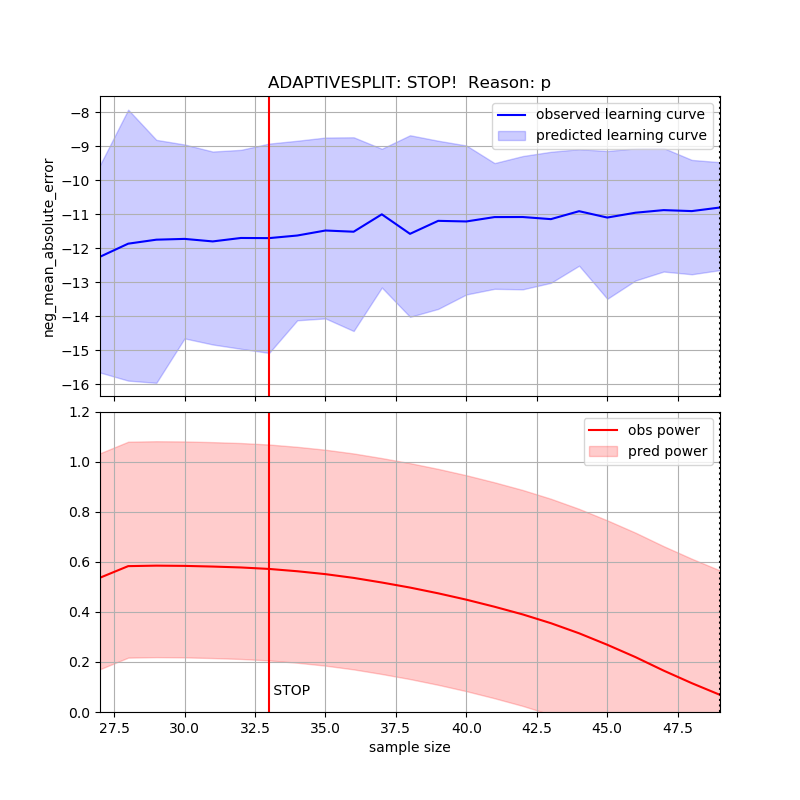 ADAPTIVESPLIT: STOP!  Reason: p
neg_mean_absolute_error
−8
−9
−10
−11
−12
−13
−14
−15
−16
observed learning curve
predicted learning curve
1.2
1.0
0.8
0.6
0.4
0.2
0.0
obs power
pred power
STOP
27.5 30.0 32.5 35.0 37.5 40.0 42.5 45.0 47.5
sample size